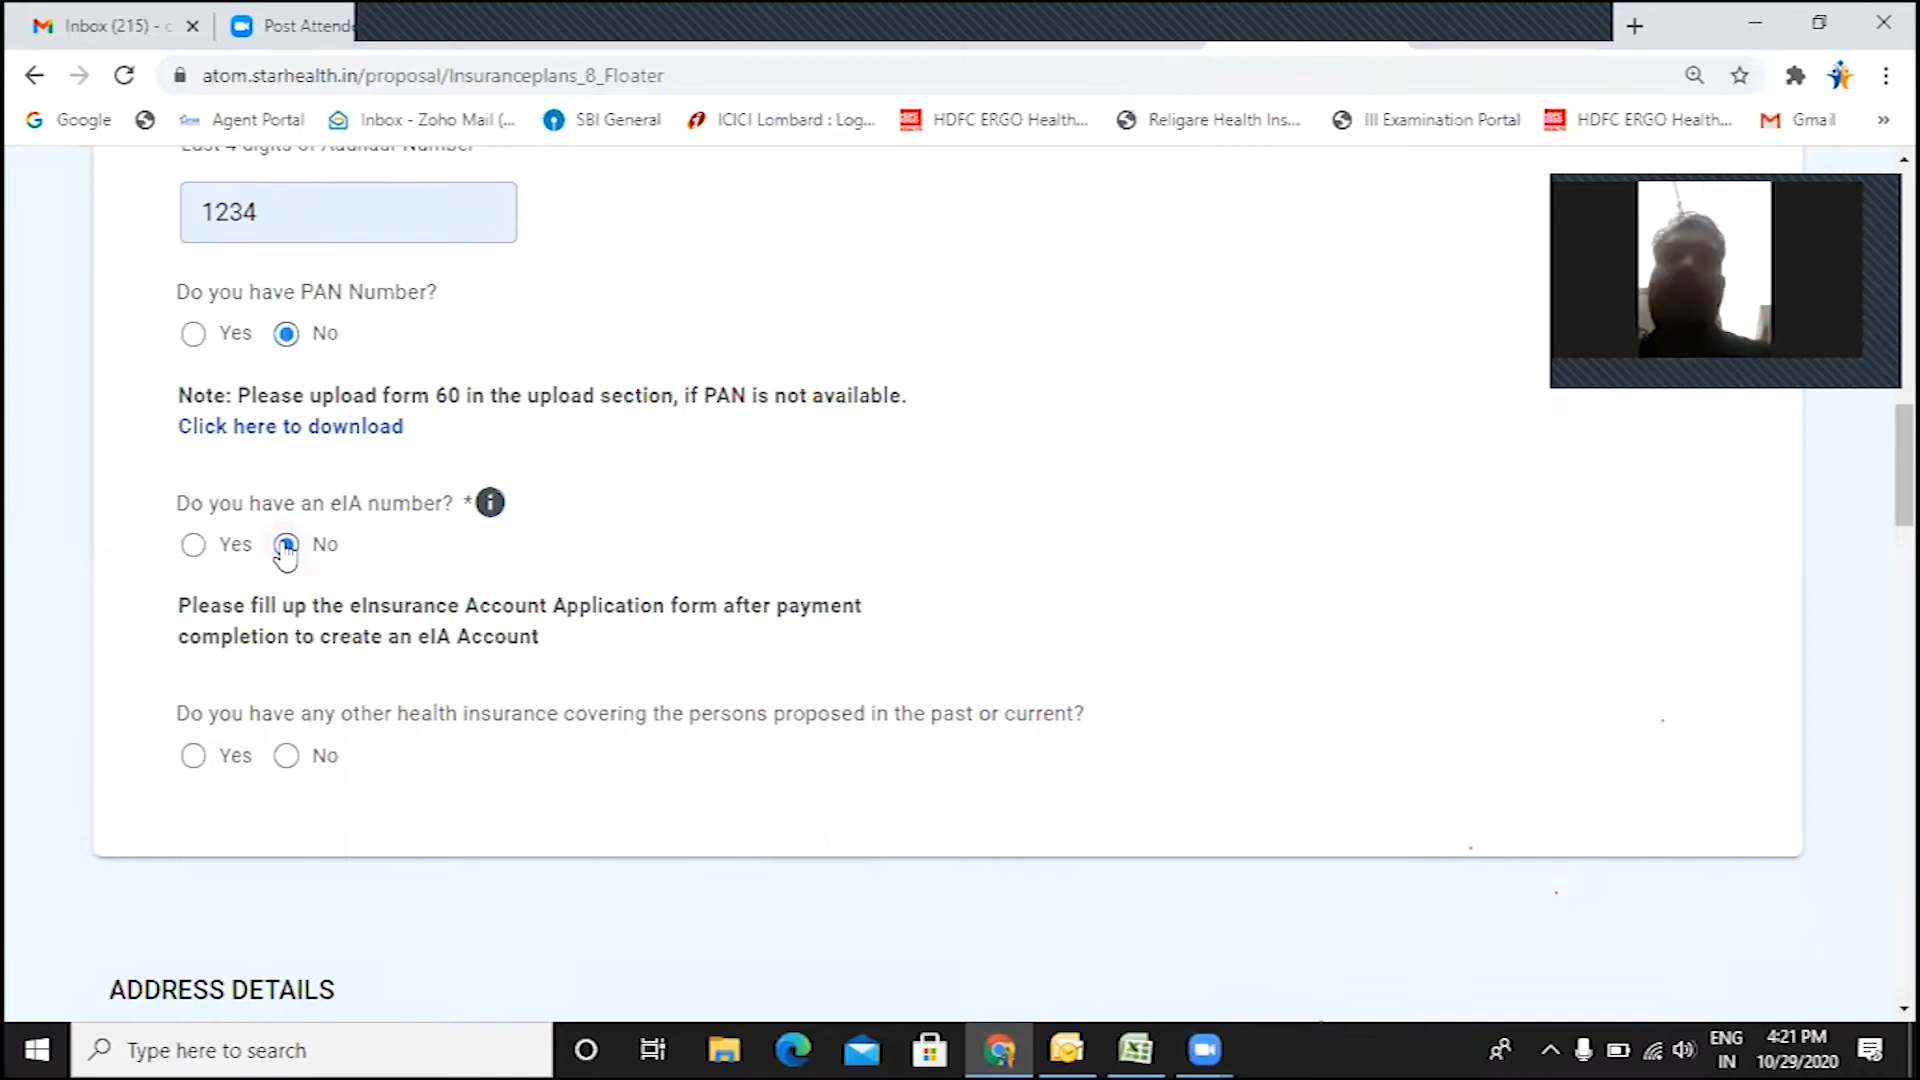 Inbox (215) - c
Post Attend
atom.starhealth.in/proposal/Insuranceplans_8_Floater
Google
Agent Portal
Inbox - Zoho Mail (...
SBI General
ICICI Lombard : Log...
HDFC ERGO Health...
Religare Health Ins...
III Examination Portal
HDFC ERGO Health...
Gmail
»
Last 4 digits of Aadhaar Number
1234
Do you have PAN Number?
Yes No
Note: Please upload form 60 in the upload section, if PAN is not available.
Click here to download
Do you have an eIA number? * i
Yes No
Please fill up the eInsurance Account Application form after payment
completion to create an eIA Account
Do you have any other health insurance covering the persons proposed in the past or current?
Yes No
ADDRESS DETAILS
Type here to search
ENG
IN
4:21 PM
10/29/2020